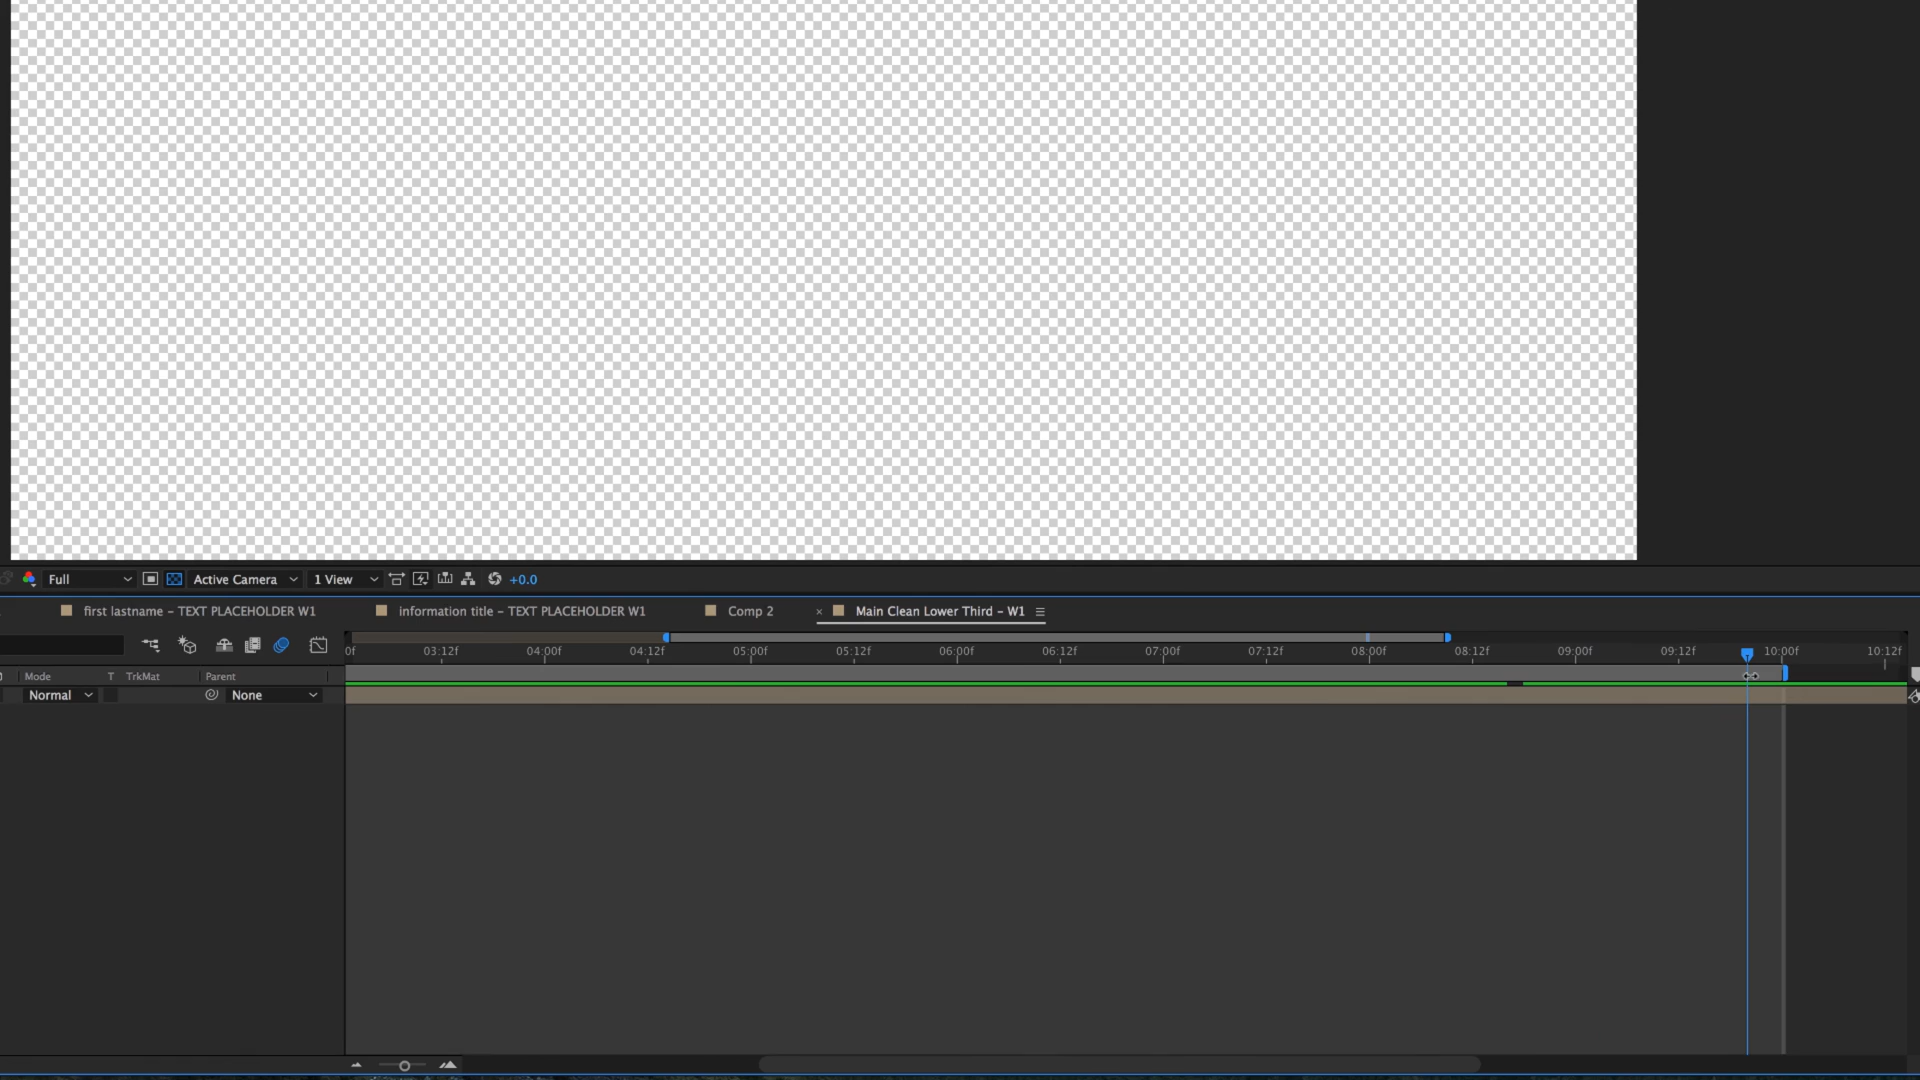 Full Active Camera 1 View +0.0
first lastname – TEXT PLACEHOLDER W1 information title – TEXT PLACEHOLDER W1 Comp 2 × Main Clean Lower Third – W1
0f 03:12f 04:00f 04:12f 05:00f 05:12f 06:00f 06:12f 07:00f 07:12f 08:00f 08:12f 09:00f 09:12f 10:00f 10:12f
Mode T TrkMat Parent
Normal None